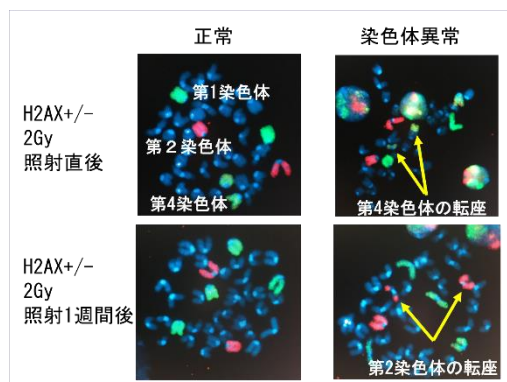 正常
染色体異常
H2AX+/-
2Gy
照射直後
第1染色体
第２染色体
第4染色体
第4染色体の転座
H2AX+/-
2Gy
照射1週間後
第2染色体の転座